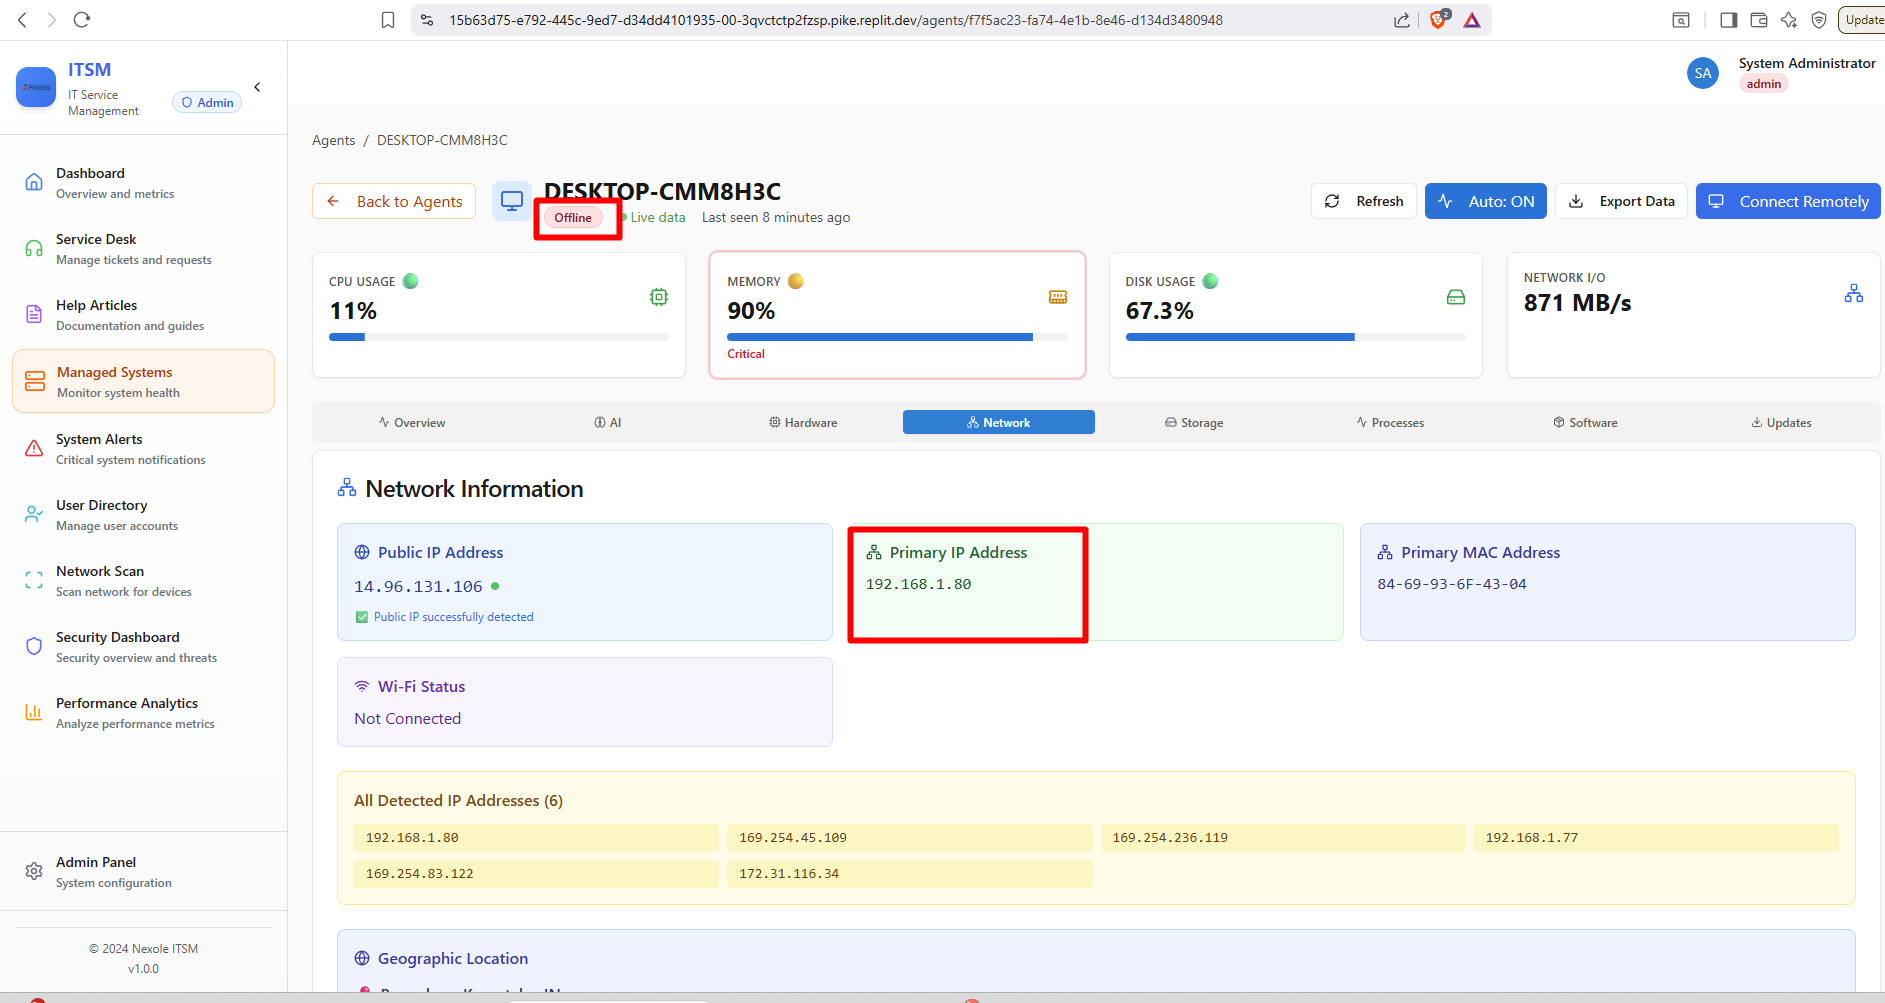 15b63d75-e792-445c-9ed7-d34dd4101935-00-3qvctctp2fzsp.pike.replit.dev/agents/f7f5ac23-fa74-4e1b-8e46-d134d3480948
2
Update
Fidelis
ITSM
IT Service
Management
Admin
SA
System Administrator
admin
Dashboard
Overview and metrics
Service Desk
Manage tickets and requests
Help Articles
Documentation and guides
Managed Systems
Monitor system health
System Alerts
Critical system notifications
User Directory
Manage user accounts
Network Scan
Scan network for devices
Security Dashboard
Security overview and threats
Performance Analytics
Analyze performance metrics
Admin Panel
System configuration
© 2024 Nexole ITSM
v1.0.0
Agents / DESKTOP-CMM8H3C
Back to Agents
DESKTOP-CMM8H3C
Offline Live data Last seen 8 minutes ago
Refresh
Auto: ON
Export Data
Connect Remotely
CPU USAGE
11%
MEMORY
90%
Critical
DISK USAGE
67.3%
NETWORK I/O
871 MB/s
Overview AI Hardware Network Storage Processes Software Updates
Network Information
Public IP Address
14.96.131.106
Public IP successfully detected
Primary IP Address
192.168.1.80
Primary MAC Address
84-69-93-6F-43-04
Wi-Fi Status
Not Connected
All Detected IP Addresses (6)
192.168.1.80 169.254.45.109 169.254.236.119 192.168.1.77
169.254.83.122 172.31.116.34
Geographic Location